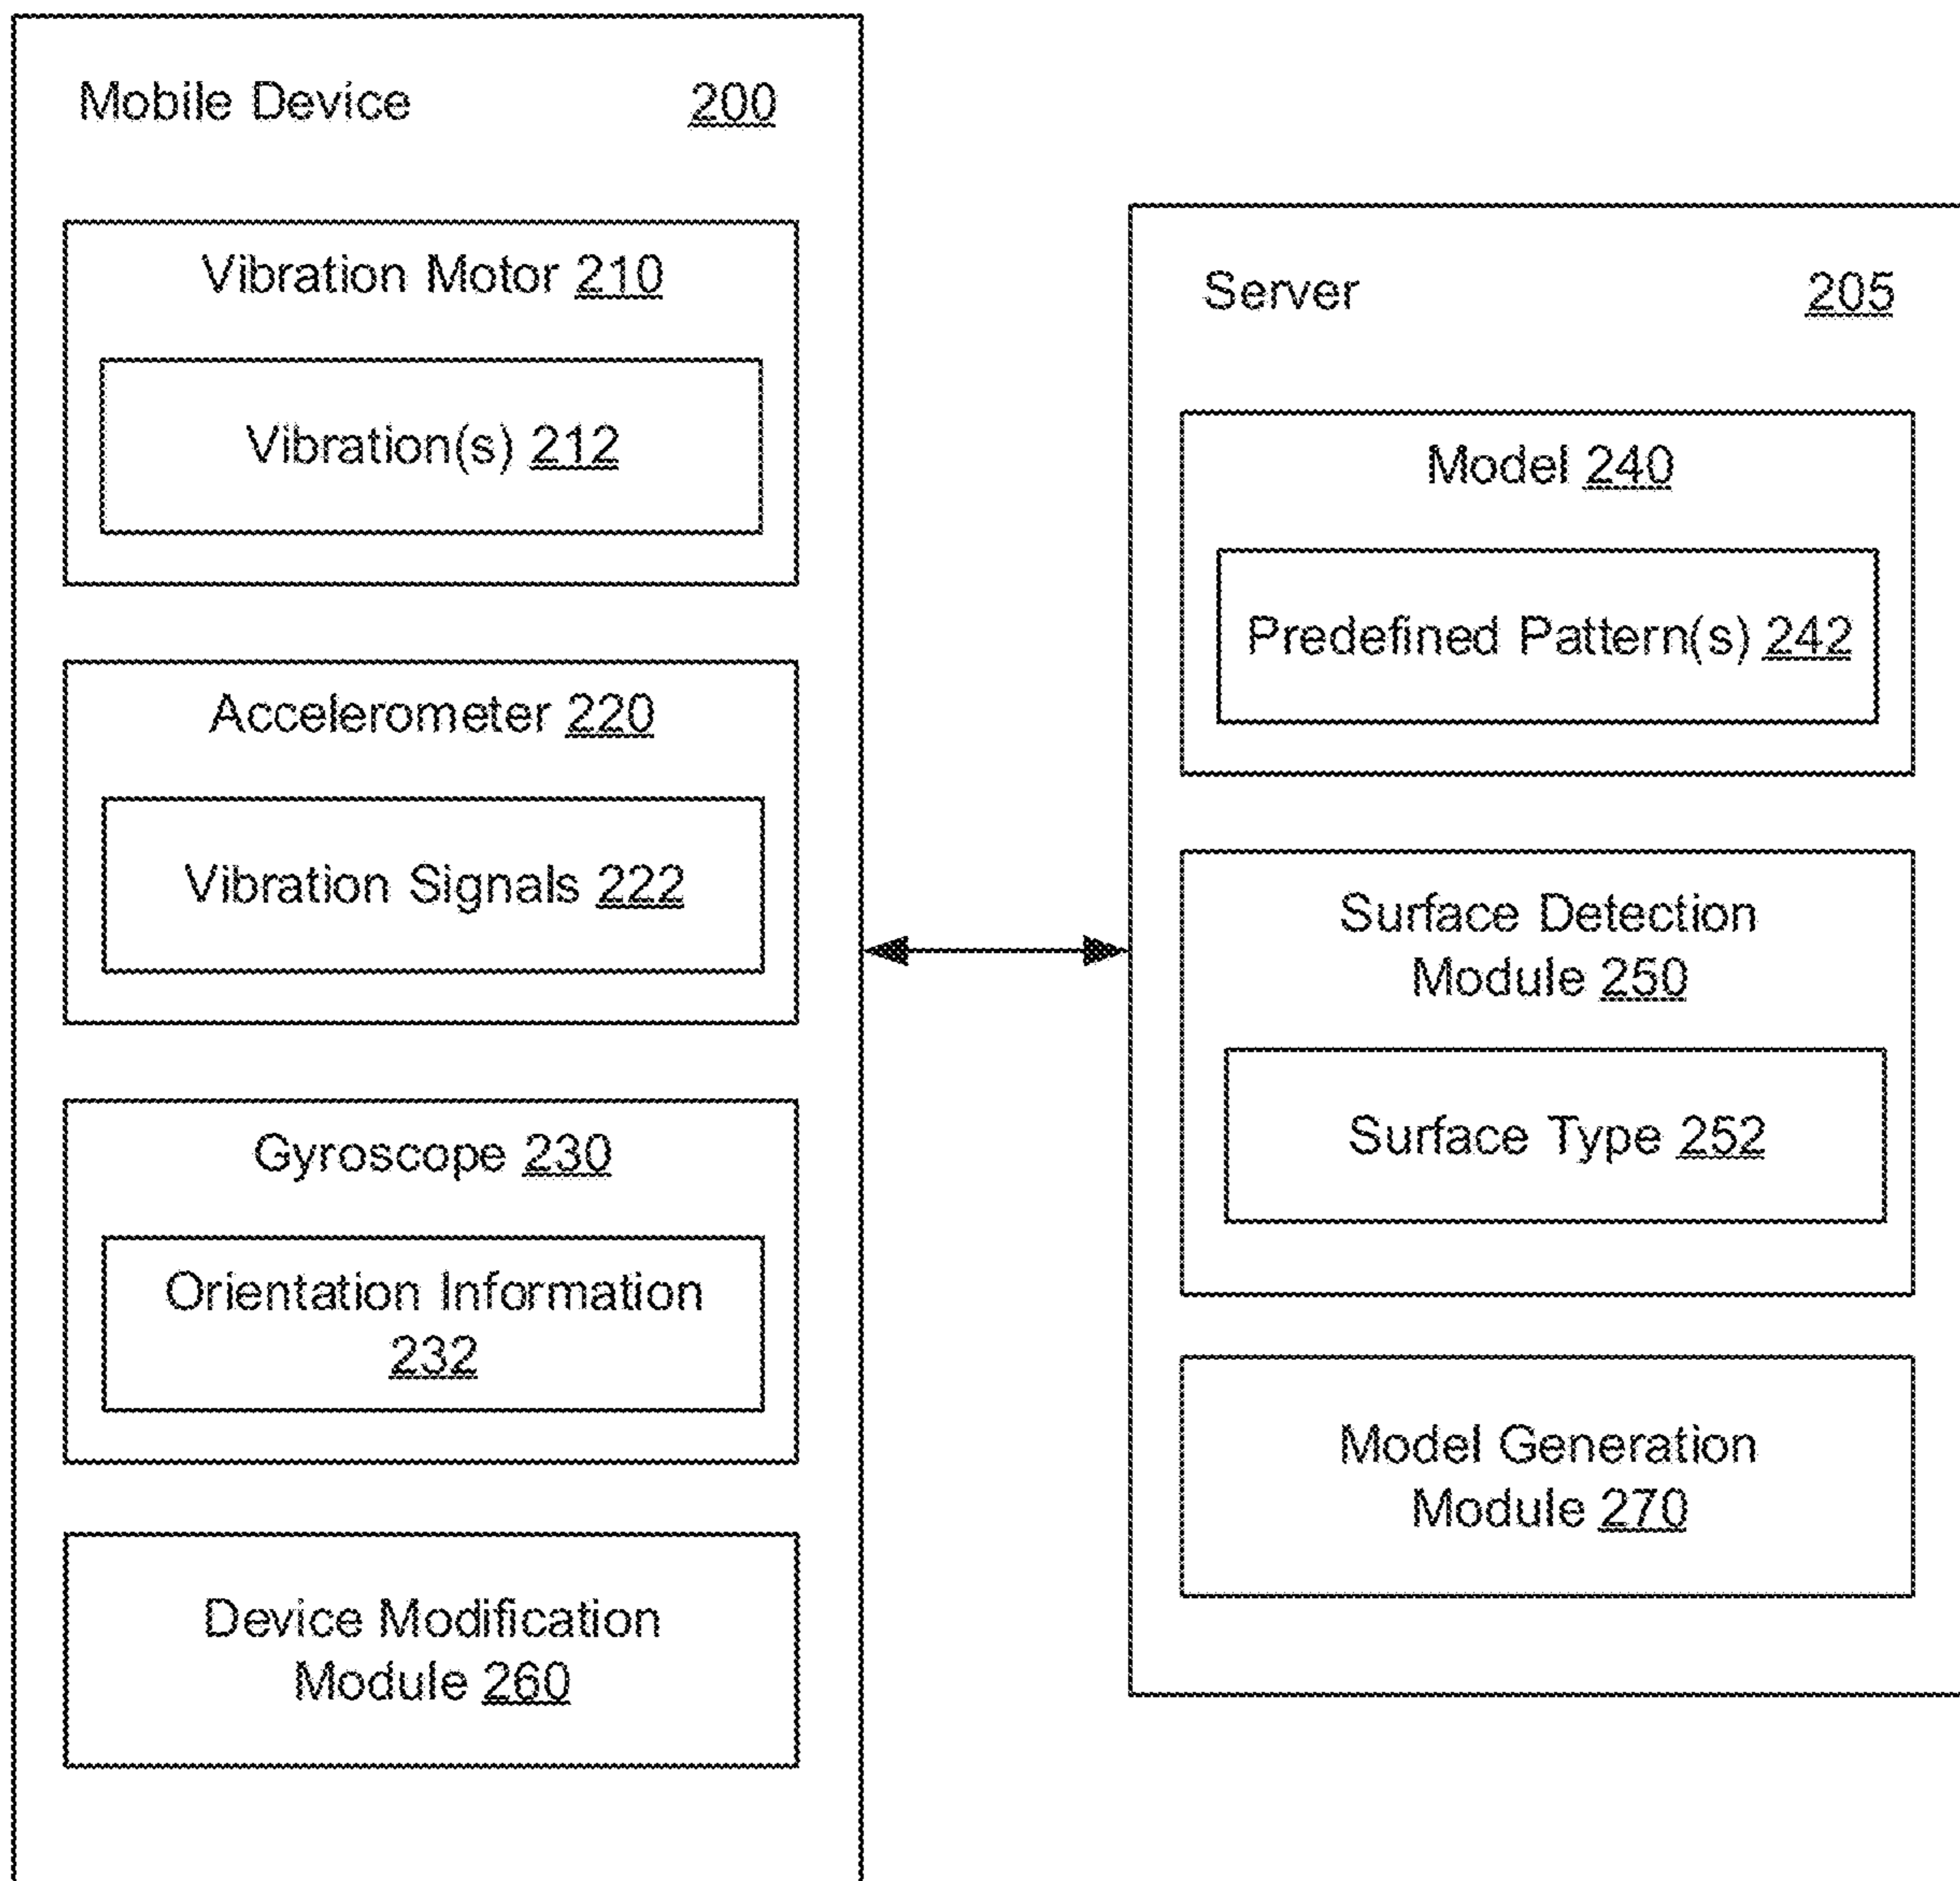 Mobile Device 200
Vibration Motor 210
Vibration(s) 212
Accelerometer 220
Vibration Signals 222
Gyroscope 230
Orientation Information
232
Device Modification
Module 260
Server 205
Model 240
Predefined Pattern(s) 242
Surface Detection
Module 250
Surface Type 252
Model Generation
Module 270